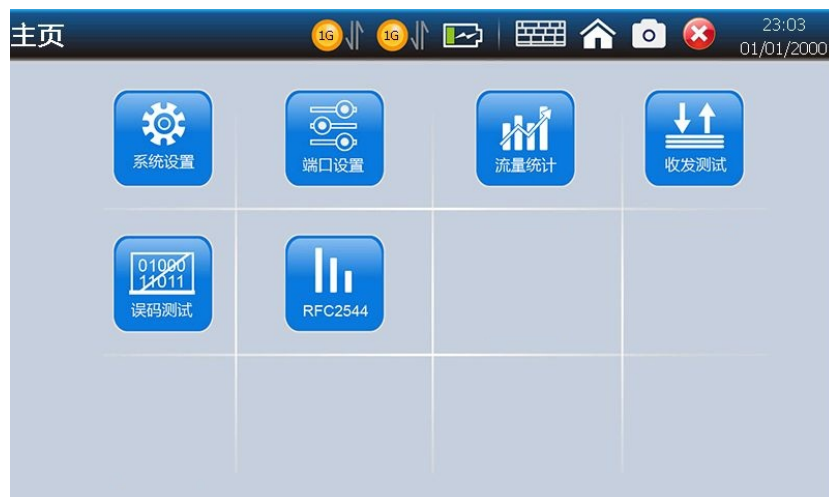 主页
1G
1G
23:03
01/01/2000
系统设置
端口设置
流量统计
收发测试
01000
11011
误码测试
RFC2544